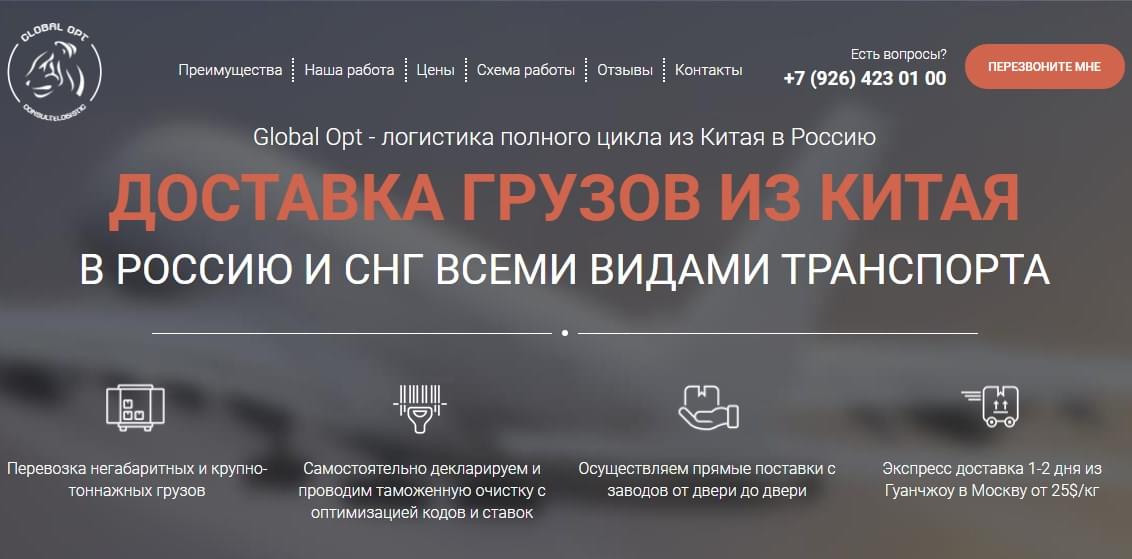 GLOBAL OPT
CONSULT&LOGISTIC
Преимущества
Наша работа
Цены
Схема работы
Отзывы
Контакты
Есть вопросы?
+7 (926) 423 01 00
ПЕРЕЗВОНИТЕ МНЕ
Global Opt - логистика полного цикла из Китая в Россию
ДОСТАВКА ГРУЗОВ ИЗ КИТАЯ
В РОССИЮ И СНГ ВСЕМИ ВИДАМИ ТРАНСПОРТА
Перевозка негабаритных и крупно-
тоннажных грузов
Самостоятельно декларируем и
проводим таможенную очистку с
оптимизацией кодов и ставок
Осуществляем прямые поставки с
заводов от двери до двери
Экспресс доставка 1-2 дня из
Гуанчжоу в Москву от 25$/кг